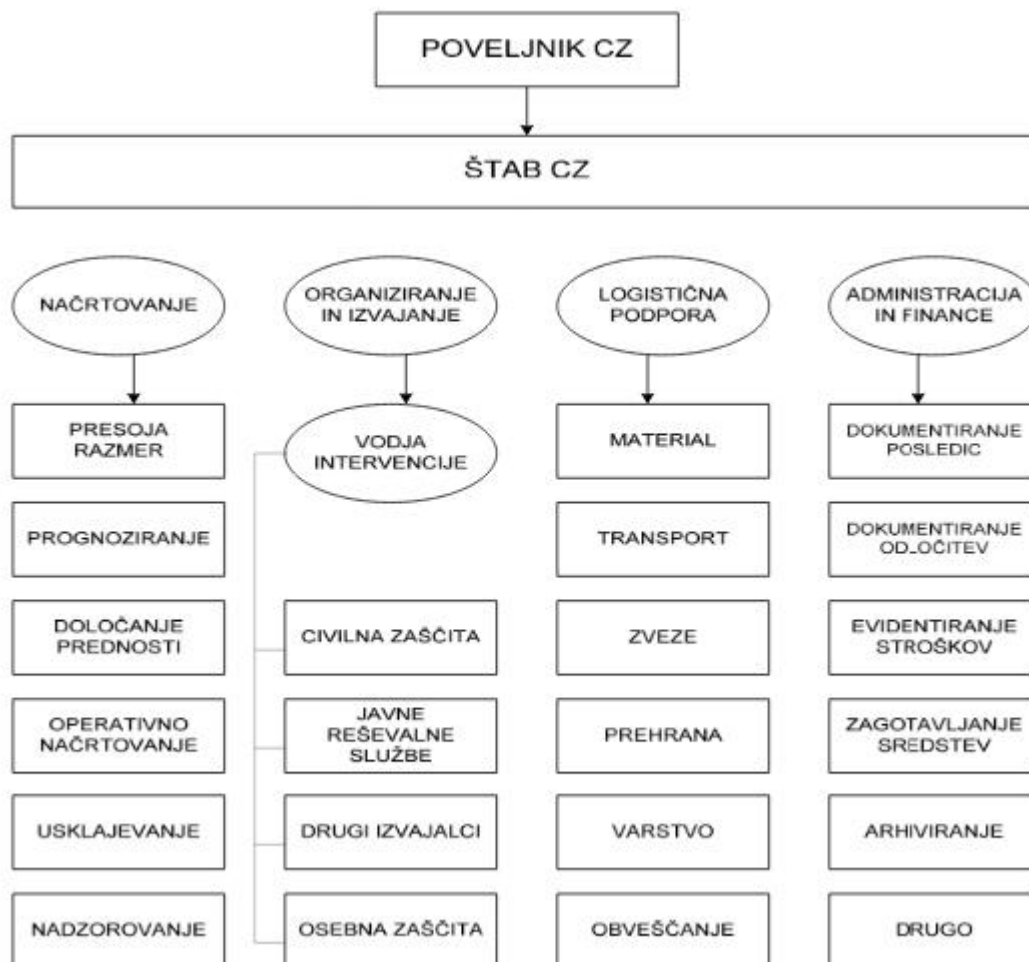 POVELJNIK CZ
ŠTAB CZ
NAČRTOVANJE
ORGANIZIRANJE
IN IZVAJANJE
LOGISTIČNA
PODPORA
ADMINISTRACIJA
IN FINANCE
PRESOJA
RAZMER
VODJA
INTERVENCIJE
MATERIAL
DOKUMENTIRANJE
POSLEDIC
PROGNOZIRANJE
TRANSPORT
DOKUMENTIRANJE
ODLOČITEV
DOLOČANJE
PREDNOSTI
CIVILNA ZAŠČITA
ZVEZE
EVIDENTIRANJE
STROŠKOV
OPERATIVNO
NAČRTOVANJE
JAVNE
REŠEVALNE
SLUŽBE
PREHRANA
ZAGOTAVLJANJE
SREDSTEV
USKLAJEVANJE
DRUGI IZVAJALCI
VARSTVO
ARHIVIRANJE
NADZOROVANJE
OSEBNA ZAŠČITA
OBVEŠČANJE
DRUGO